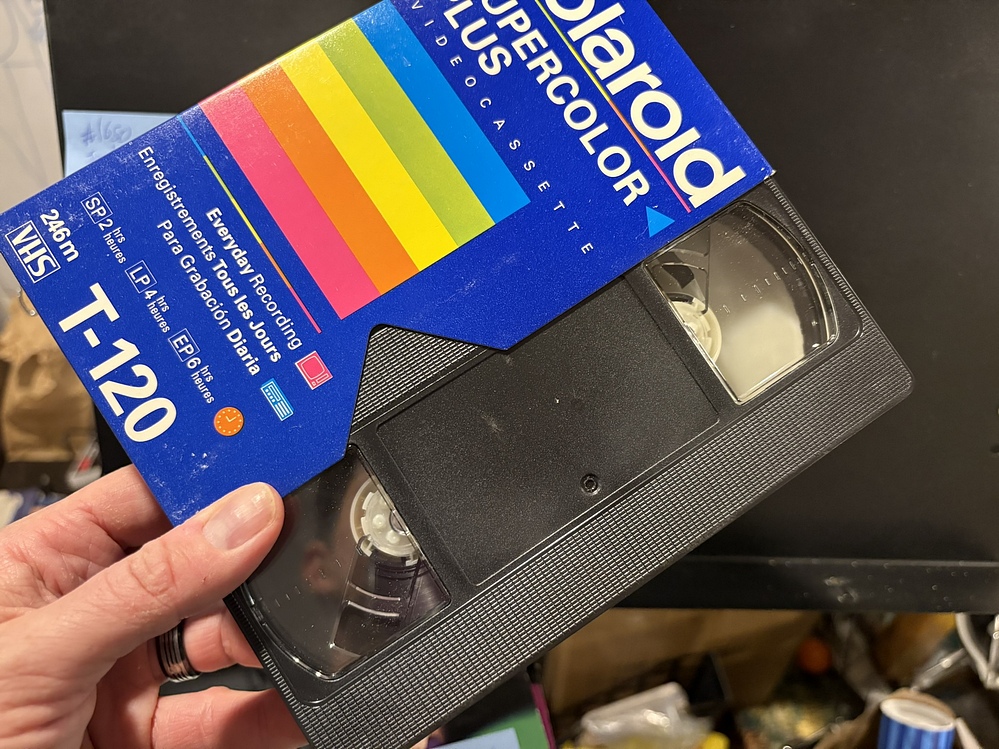 olaroid
UPERCOLOR
LUS
VIDEOCASSETTE
Everyday Recording
Enregistrements Tous les Jours
Para Grabación Diaria
SP 2 hrs heures
LP 4 hrs heures
EP 6 hrs heures
246 m
VHS
T-120